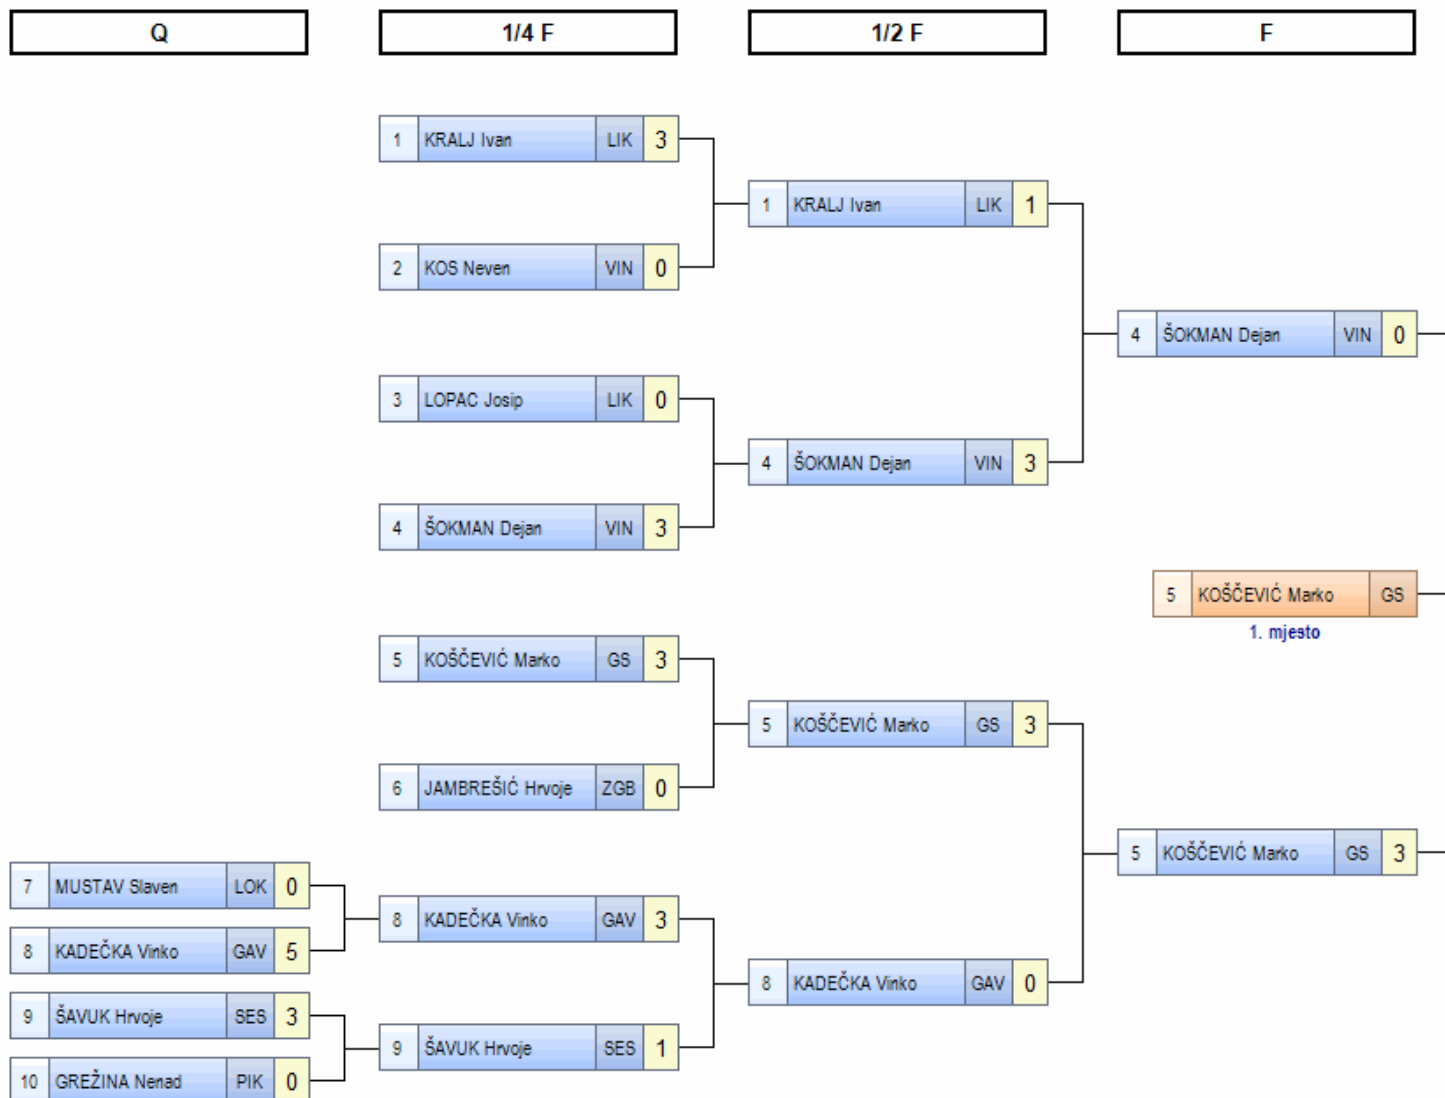 Q 1/4 F 1/2 F F
1 KRALJ Ivan LIK 3
1 KRALJ Ivan LIK 1
2 KOS Neven VIN 0
4 ŠOKMAN Dejan VIN 0
3 LOPAC Josip LIK 0
4 ŠOKMAN Dejan VIN 3
4 ŠOKMAN Dejan VIN 3
5 KOŠČEVIĆ Marko GS
1. mjesto
5 KOŠČEVIĆ Marko GS 3
5 KOŠČEVIĆ Marko GS 3
6 JAMBREŠIĆ Hrvoje ZGB 0
5 KOŠČEVIĆ Marko GS 3
7 MUSTAV Slaven LOK 0
8 KADEČKA Vinko GAV 3
8 KADEČKA Vinko GAV 5
8 KADEČKA Vinko GAV 0
9 ŠAVUK Hrvoje SES 3
9 ŠAVUK Hrvoje SES 1
10 GREŽINA Nenad PIK 0